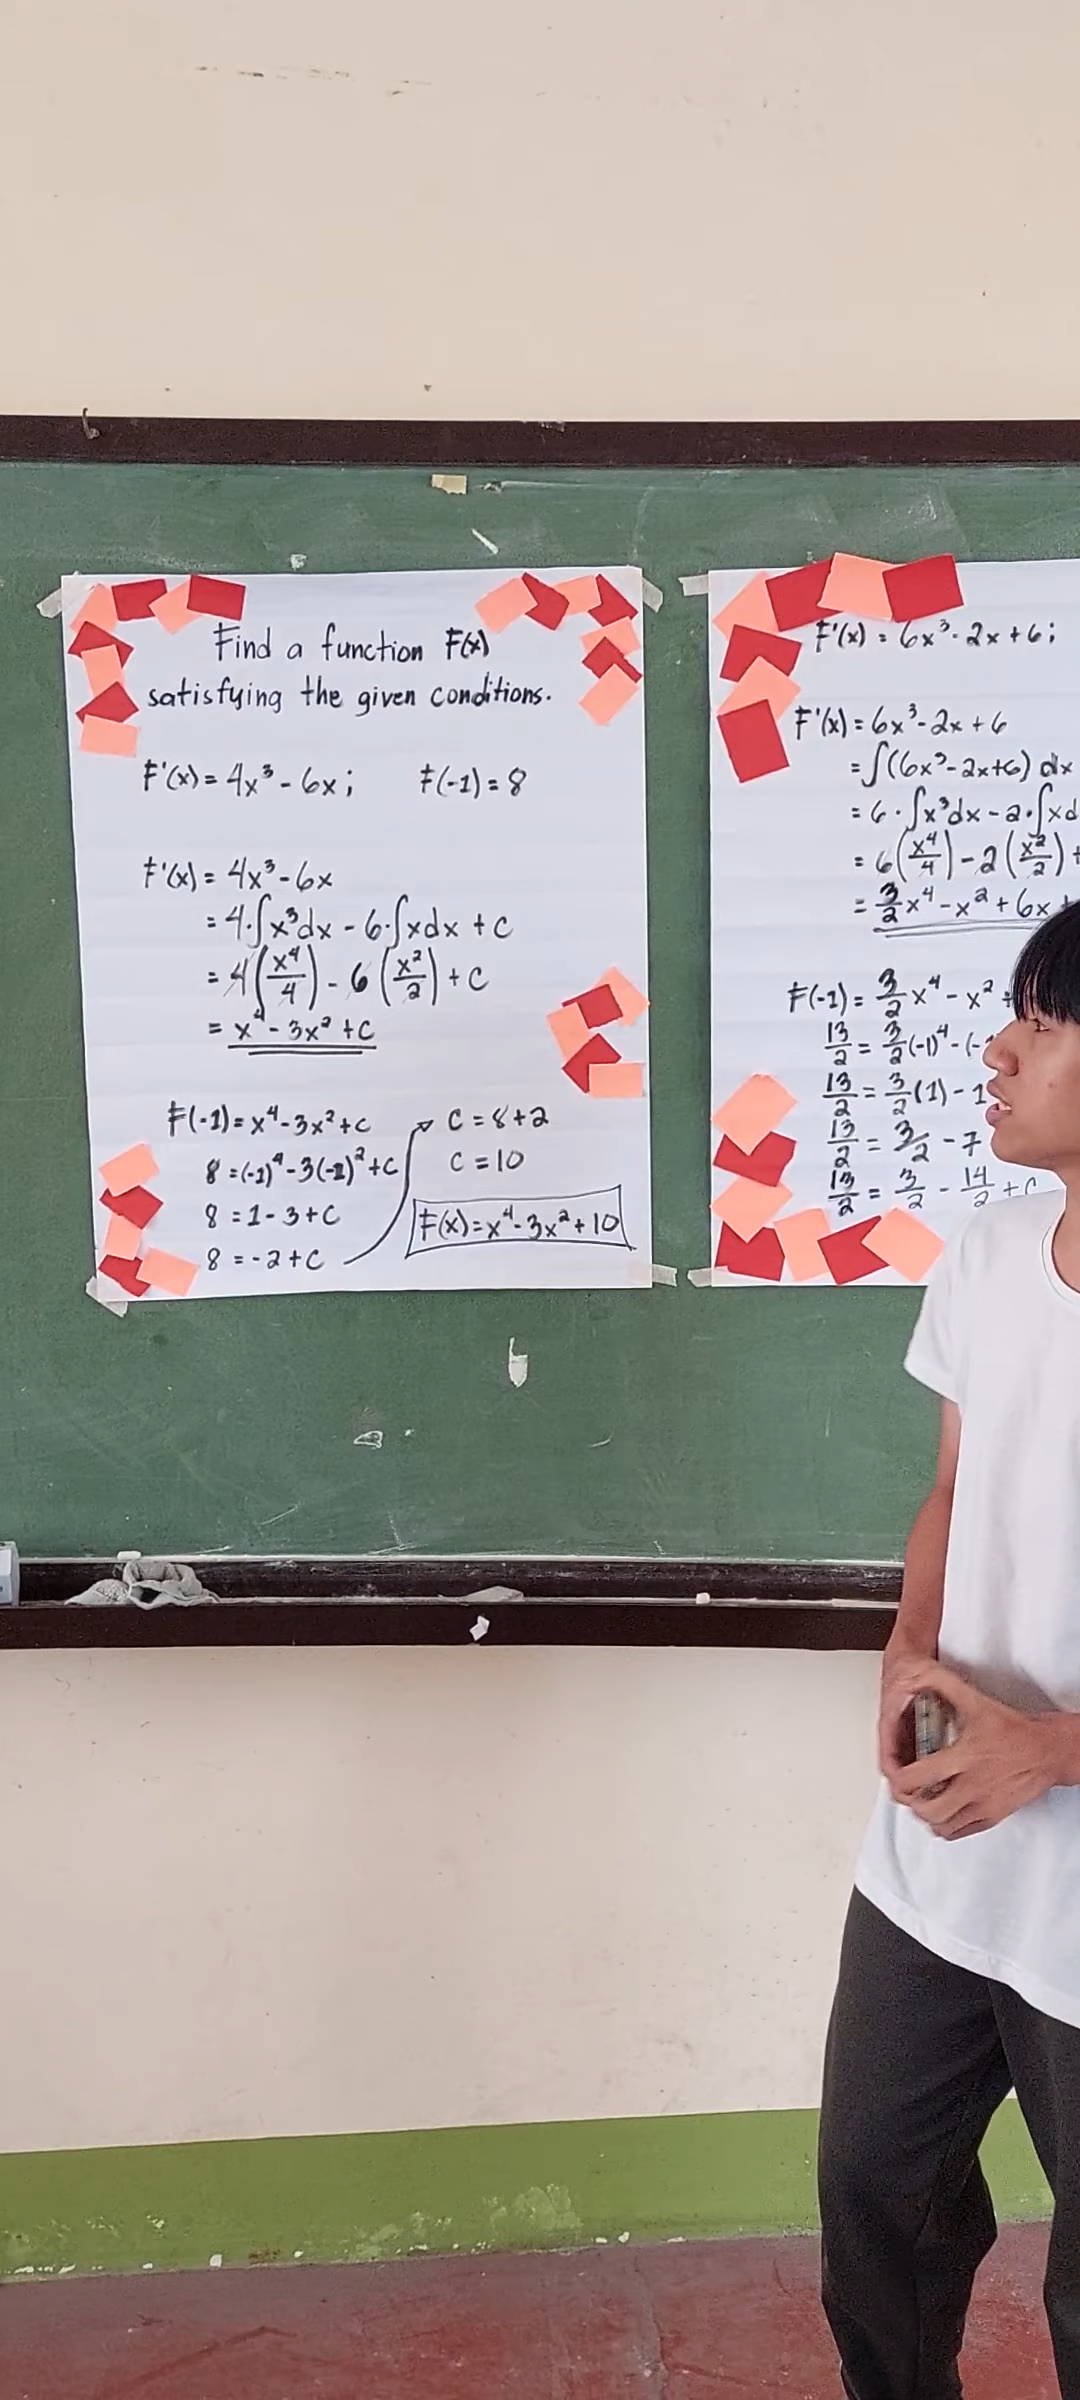 Find a function F(x)
satisfying the given conditions.
F'(x) = 4x³ - 6x; F(-1) = 8
F'(x) = 4x³ - 6x
= 4·∫x³dx - 6·∫xdx + C
= 4(x⁴/4) - 6(x²/2) + C
= x⁴ - 3x² + C
F(-1) = x⁴ - 3x² + C
8 = (-1)⁴ - 3(-1)² + C
8 = 1 - 3 + C
8 = -2 + C
C = 8 + 2
C = 10
F(x) = x⁴ - 3x² + 10
F'(x) = 6x³ - 2x + 6;
F'(x) = 6x³ - 2x + 6
= ∫(6x³ - 2x + 6) dx
= 6·∫x³dx - 2·∫xd
= 6(x⁴/4) - 2(x²/2) +
= 3/2x⁴ - x² + 6x +
F(-1) = 3/2x⁴ - x² +
13/2 = 3/2(-1)⁴ - (-1
13/2 = 3/2(1) - 1
13/2 = 3/2 - 7
13/2 = 3/2 - 14/2 + C